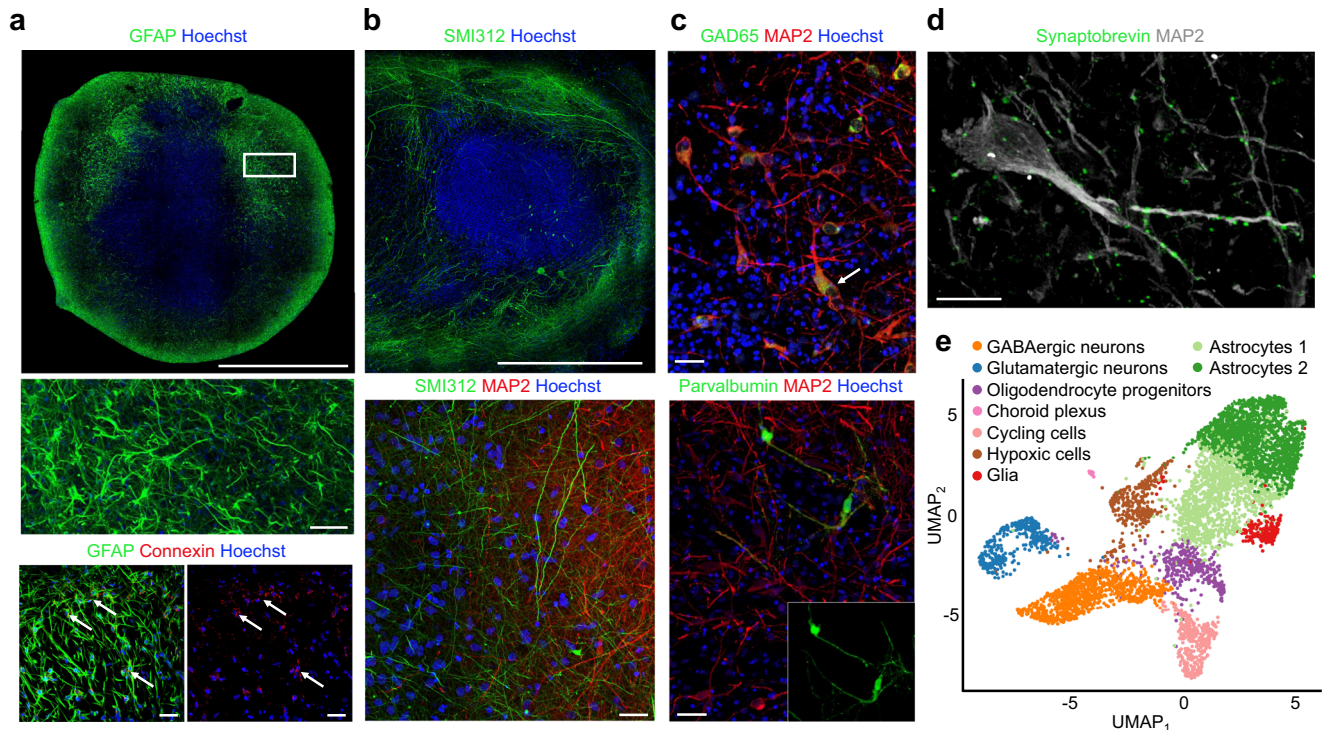 a
GFAP Hoechst
GFAP Connexin Hoechst
b
SMI312 Hoechst
SMI312 MAP2 Hoechst
c
GAD65 MAP2 Hoechst
Parvalbumin MAP2 Hoechst
d
Synaptobrevin MAP2
e
GABAergic neurons
Glutamatergic neurons
Oligodendrocyte progenitors
Choroid plexus
Cycling cells
Hypoxic cells
Glia
Astrocytes 1
Astrocytes 2
UMAP₂
5
0
-5
-5
0
5
UMAP₁